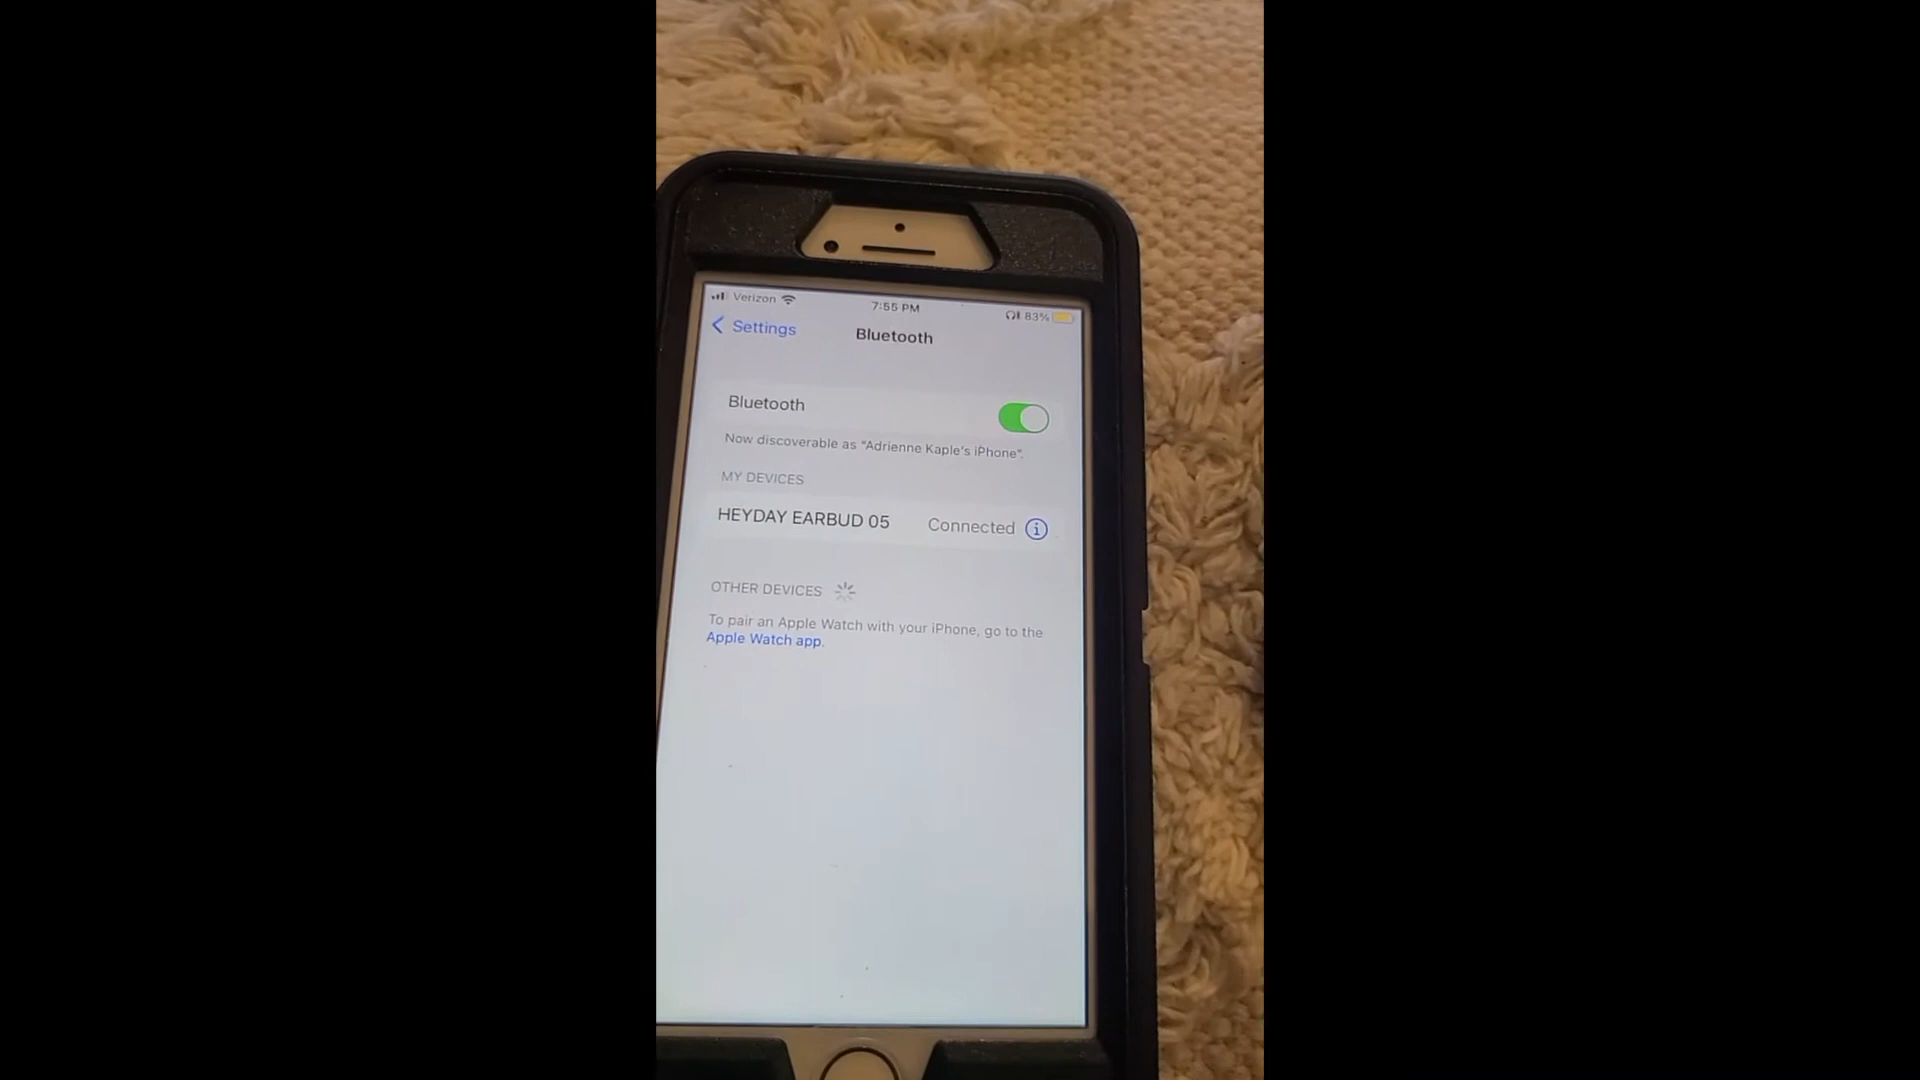 Verizon 7:55 PM 83%
Settings Bluetooth
Bluetooth
Now discoverable as “Adrienne Kaple's iPhone”.
MY DEVICES
HEYDAY EARBUD 05 Connected
OTHER DEVICES
To pair an Apple Watch with your iPhone, go to the
Apple Watch app.